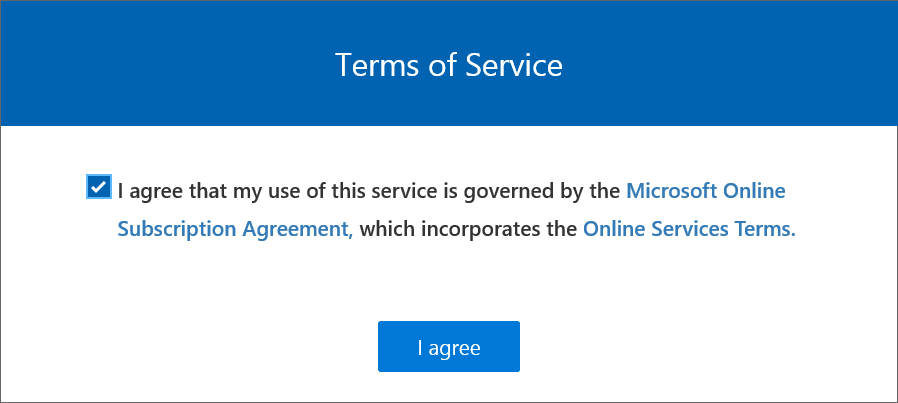 Terms of Service
I agree that my use of this service is governed by the Microsoft Online
Subscription Agreement, which incorporates the Online Services Terms.
I agree